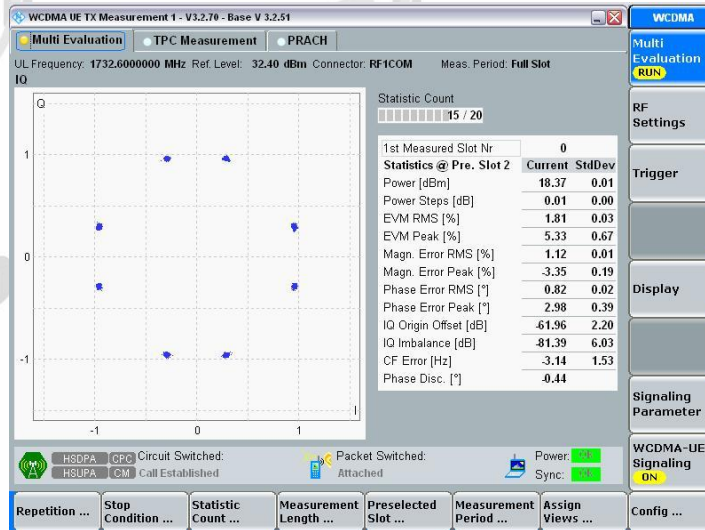 WCDMA UE TX Measurement 1 - V3.2.70 - Base V 3.2.51
WCDMA
Multi Evaluation
TPC Measurement
PRACH
UL Frequency: 1732.6000000 MHz Ref. Level: 32.40 dBm Connector: RF1COM Meas. Period: Full Slot
IQ
Q
1
0
-1
-1 0 1
I
Statistic Count
15 / 20
1st Measured Slot Nr 0
Statistics @ Pre. Slot 2 Current StdDev
Power [dBm] 18.37 0.01
Power Steps [dB] 0.01 0.00
EVM RMS [%] 1.81 0.03
EVM Peak [%] 5.33 0.67
Magn. Error RMS [%] 1.12 0.01
Magn. Error Peak [%] -3.35 0.19
Phase Error RMS [°] 0.82 0.02
Phase Error Peak [°] 2.98 0.39
IQ Origin Offset [dB] -61.96 2.20
IQ Imbalance [dB] -81.39 6.03
CF Error [Hz] -3.14 1.53
Phase Disc. [°] -0.44
Multi
Evaluation
RUN
RF
Settings
Trigger
Display
Signaling
Parameter
WCDMA-UE
Signaling
ON
HSDPA CPC Circuit Switched:
HSUPA CM Call Established
Packet Switched:
Attached
Power:
Sync:
Repetition ...
Stop
Condition ...
Statistic
Count ...
Measurement
Length ...
Preselected
Slot ...
Measurement
Period ...
Assign
Views ...
Config ...